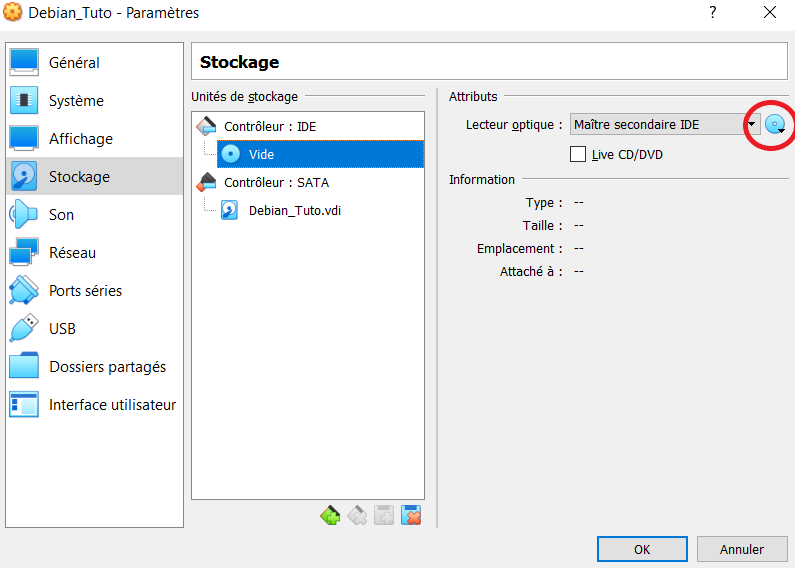 Debian_Tuto - Paramètres
?
Général
Système
Affichage
Stockage
Son
Réseau
Ports séries
USB
Dossiers partagés
Interface utilisateur
Stockage
Unités de stockage
Contrôleur : IDE
Vide
Contrôleur : SATA
Debian_Tuto.vdi
Attributs
Lecteur optique : Maître secondaire IDE
Live CD/DVD
Information
Type : --
Taille : --
Emplacement : --
Attaché à : --
OK
Annuler